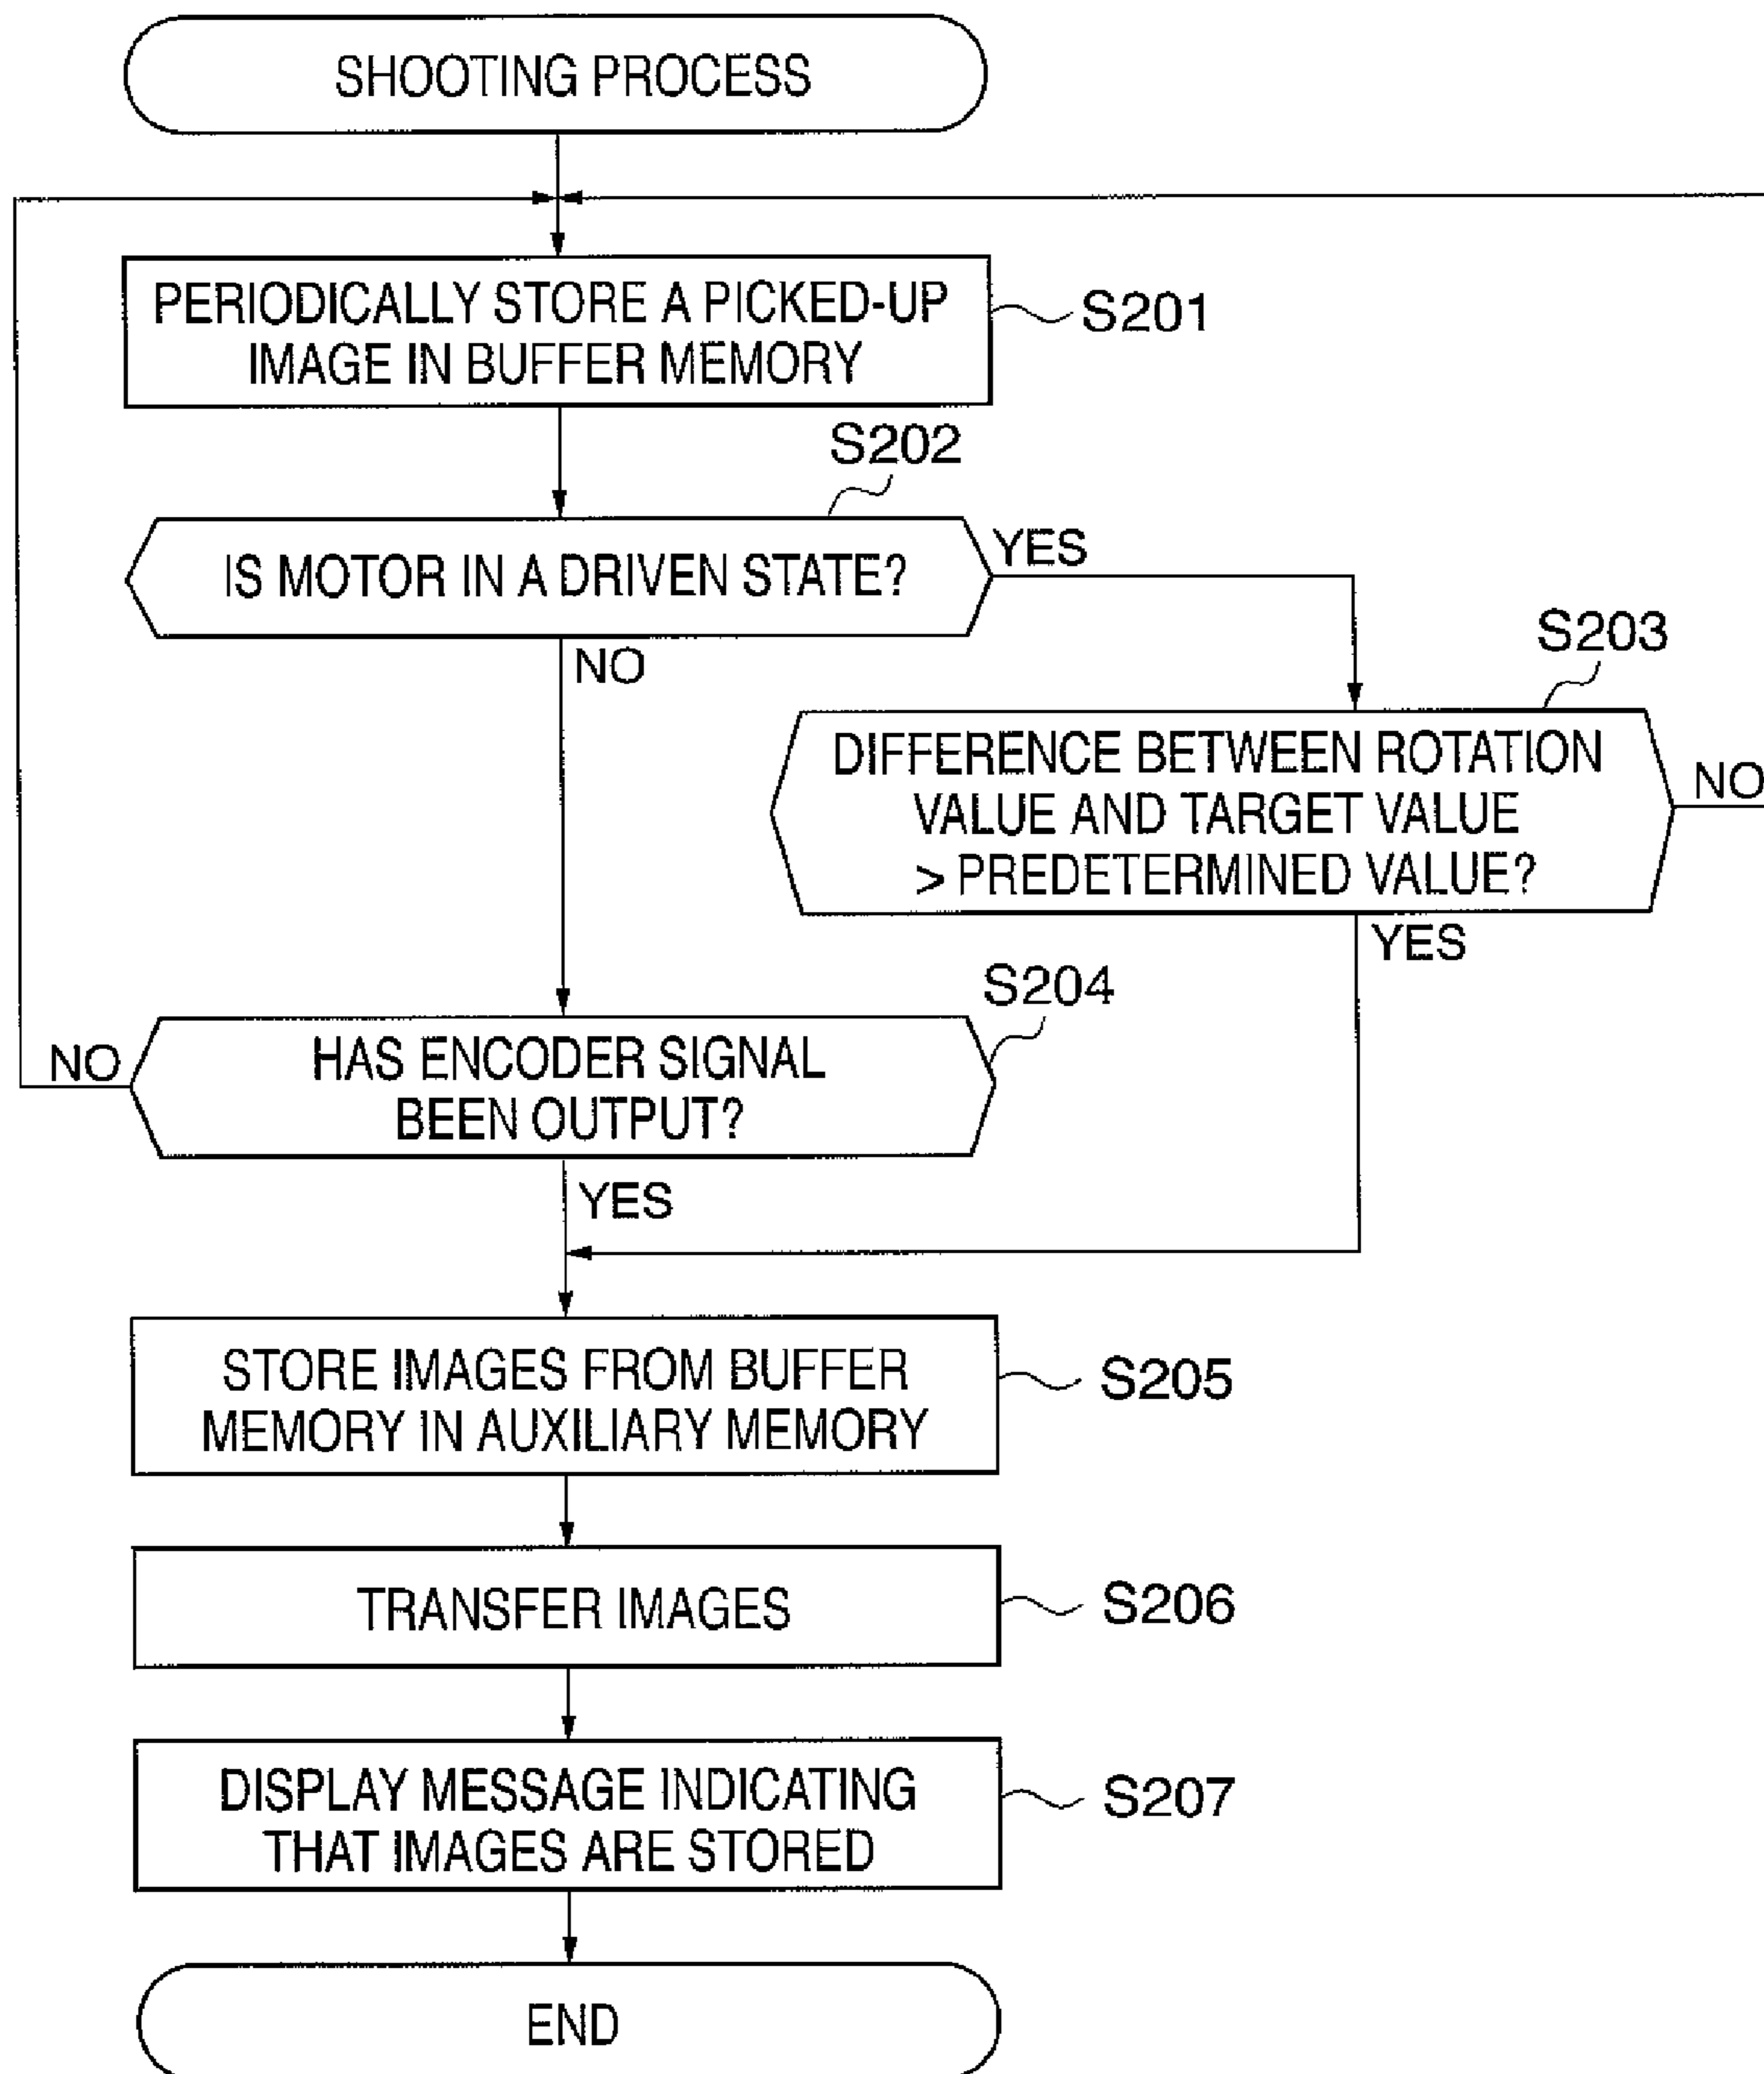 SHOOTING PROCESS
PERIODICALLY STORE A PICKED-UP
IMAGE IN BUFFER MEMORY
S201
S202
IS MOTOR IN A DRIVEN STATE?
YES
NO
S203
DIFFERENCE BETWEEN ROTATION
VALUE AND TARGET VALUE
> PREDETERMINED VALUE?
NO
YES
S204
HAS ENCODER SIGNAL
BEEN OUTPUT?
NO
YES
STORE IMAGES FROM BUFFER
MEMORY IN AUXILIARY MEMORY
S205
TRANSFER IMAGES
S206
DISPLAY MESSAGE INDICATING
THAT IMAGES ARE STORED
S207
END